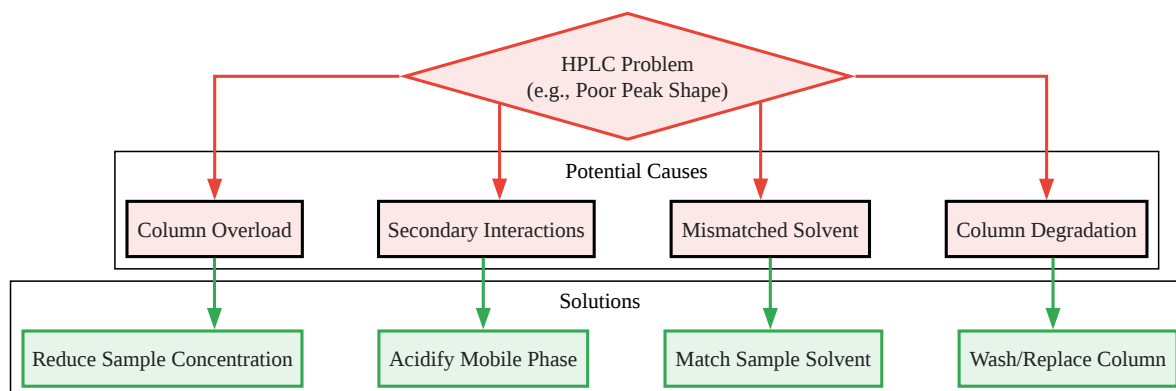 HPLC Problem
(e.g., Poor Peak Shape)
Potential Causes
Column Overload
Secondary Interactions
Mismatched Solvent
Column Degradation
Solutions
Reduce Sample Concentration
Acidify Mobile Phase
Match Sample Solvent
Wash/Replace Column